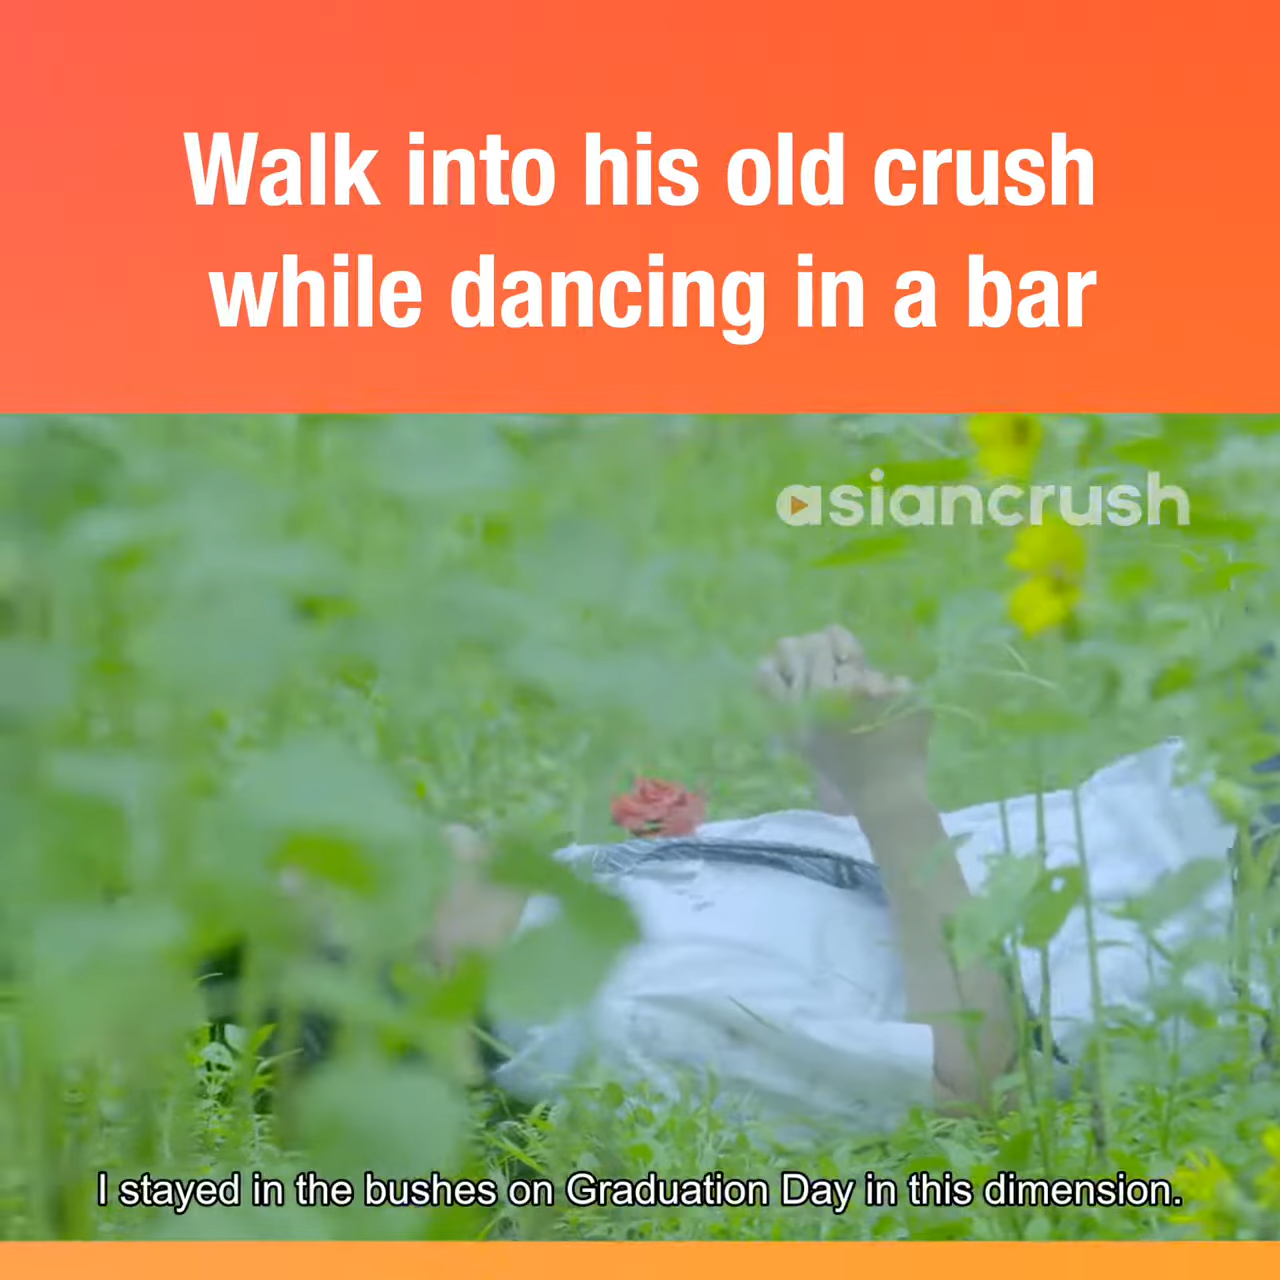 Walk into his old crush
while dancing in a bar
asiancrush
I stayed in the bushes on Graduation Day in this dimension.